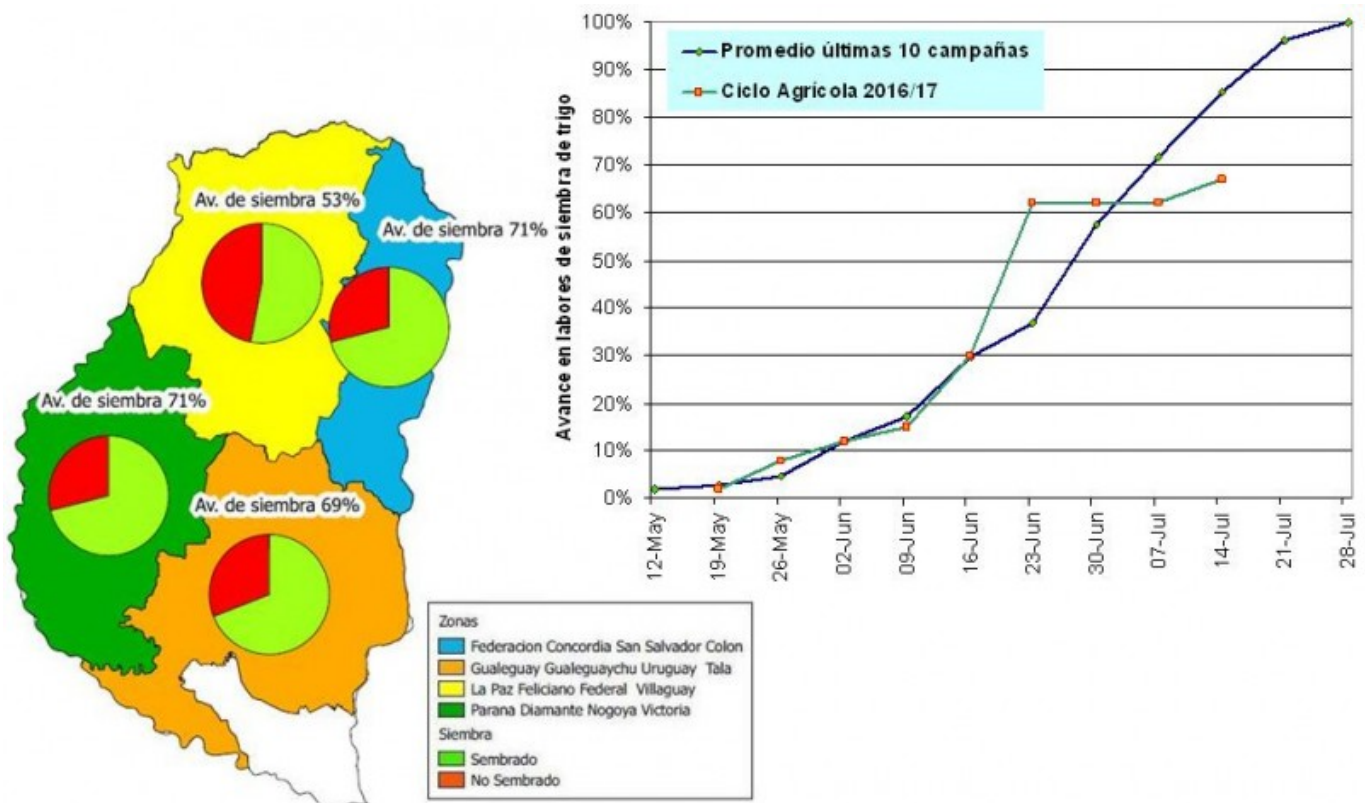 Av. de siembra 53%
Av. de siembra 71%
Av. de siembra 71%
Av. de siembra 69%
Zonas
Federacion Concordia San Salvador Colon
Gualeguay Gualeguaychu Uruguay Tala
La Paz Feliciano Federal Villaguay
Parana Diamante Nogoya Victoria
Siembra
Sembrado
No Sembrado
Avance en labores de siembra de trigo
100%
90%
80%
70%
60%
50%
40%
30%
20%
10%
0%
Promedio últimas 10 campañas
Ciclo Agrícola 2016/17
12-May
19-May
26-May
02-Jun
09-Jun
16-Jun
23-Jun
30-Jun
07-Jul
14-Jul
21-Jul
28-Jul